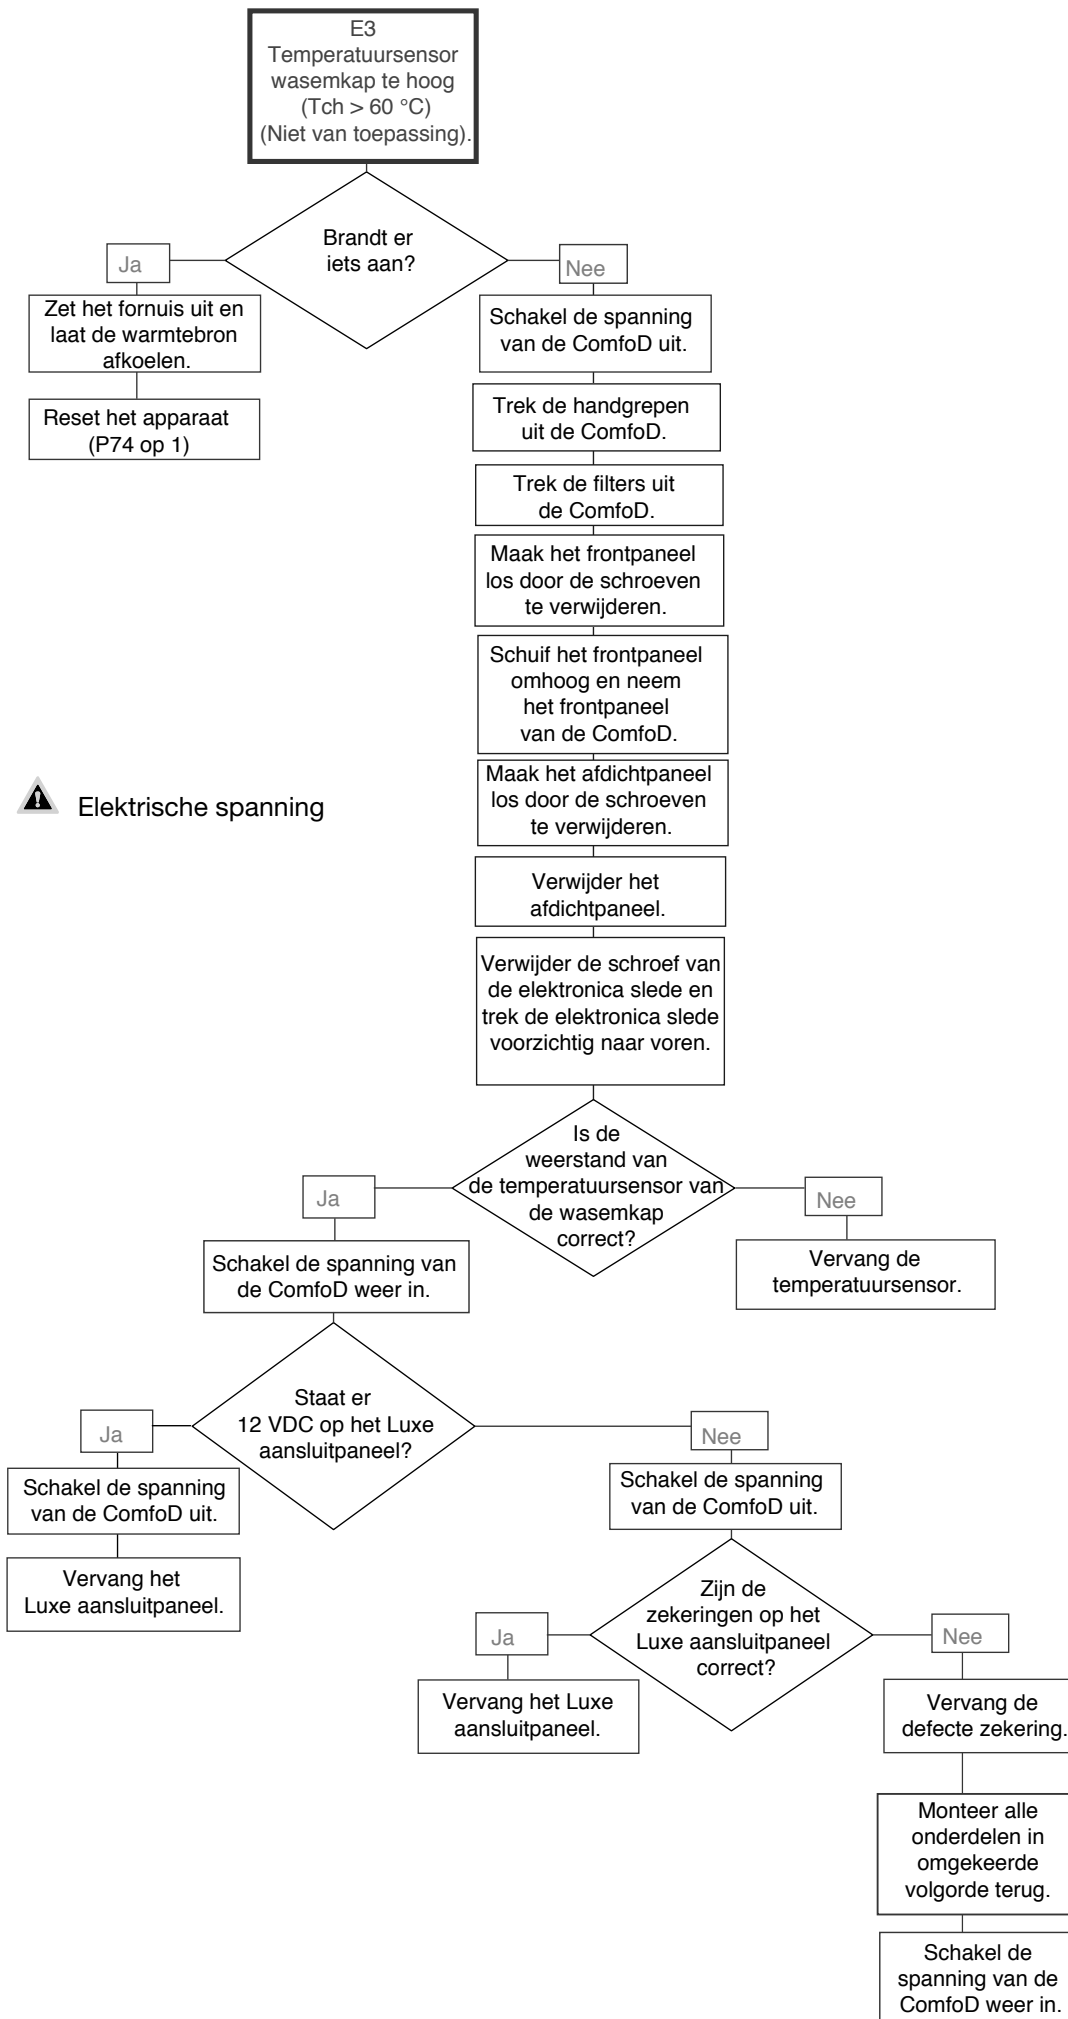 E3
Temperatuursensor
wasemkap te hoog
(Tch > 60 °C)
(Niet van toepassing).
Brandt er
iets aan?
Ja
Nee
Zet het fornuis uit en
laat de warmtebron
afkoelen.
Reset het apparaat
(P74 op 1)
Schakel de spanning
van de ComfoD uit.
Trek de handgrepen
uit de ComfoD.
Trek de filters uit
de ComfoD.
Maak het frontpaneel
los door de schroeven
te verwijderen.
Schuif het frontpaneel
omhoog en neem
het frontpaneel
van de ComfoD.
Elektrische spanning
Maak het afdichtpaneel
los door de schroeven
te verwijderen.
Verwijder het
afdichtpaneel.
Verwijder de schroef van
de elektronica slede en
trek de elektronica slede
voorzichtig naar voren.
Is de
weerstand van
de temperatuursensor van
de wasemkap
correct?
Ja
Nee
Schakel de spanning van
de ComfoD weer in.
Vervang de
temperatuursensor.
Staat er
12 VDC op het Luxe
aansluitpaneel?
Ja
Nee
Schakel de spanning
van de ComfoD uit.
Vervang het
Luxe aansluitpaneel.
Schakel de spanning
van de ComfoD uit.
Zijn de
zekeringen op het
Luxe aansluitpaneel
correct?
Ja
Nee
Vervang het Luxe
aansluitpaneel.
Vervang de
defecte zekering.
Monteer alle
onderdelen in
omgekeerde
volgorde terug.
Schakel de
spanning van de
ComfoD weer in.